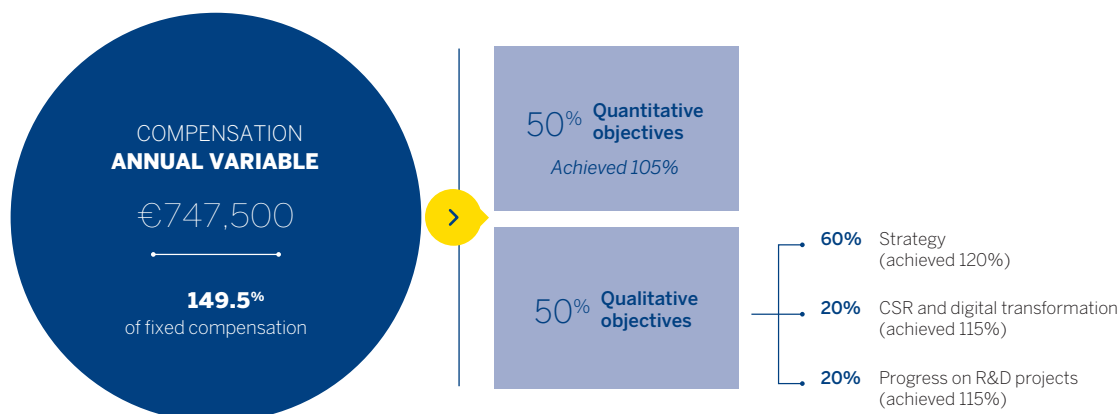 COMPENSATION
ANNUAL VARIABLE
€747,500
149.5%
of fixed compensation
50% Quantitative
objectives
Achieved 105%
50% Qualitative
objectives
60% Strategy
(achieved 120%)
20% CSR and digital transformation
(achieved 115%)
20% Progress on R&D projects
(achieved 115%)